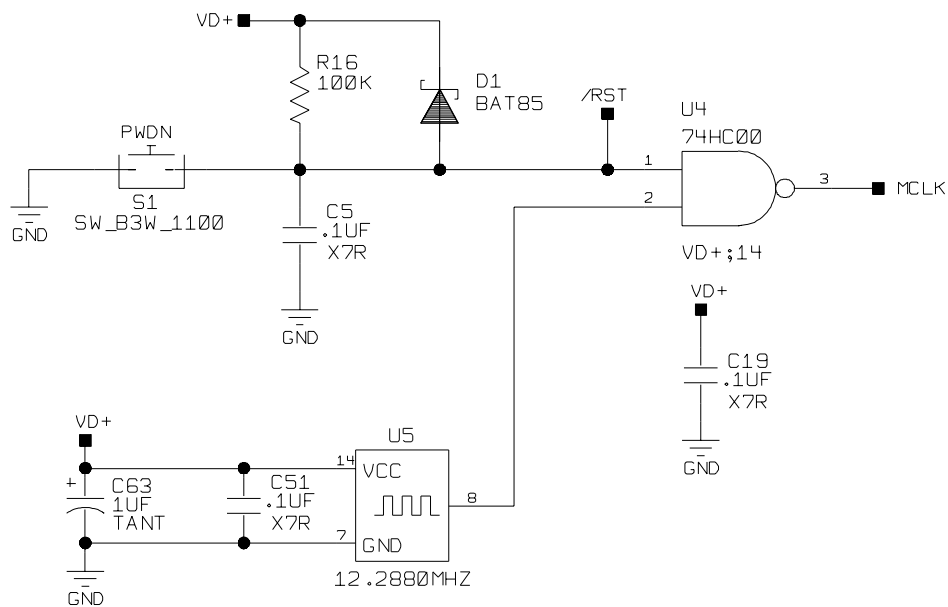 VD+
R16
100K
D1
BAT85
/RST
U4
74HC00
PWDN
1
3
MCLK
2
S1
SW_B3W_1100
GND
C5
.1UF
X7R
VD+;14
GND
VD+
C19
.1UF
X7R
GND
VD+
U5
14
VCC
+
C63
1UF
TANT
C51
.1UF
X7R
8
7
GND
GND
12.2880MHZ